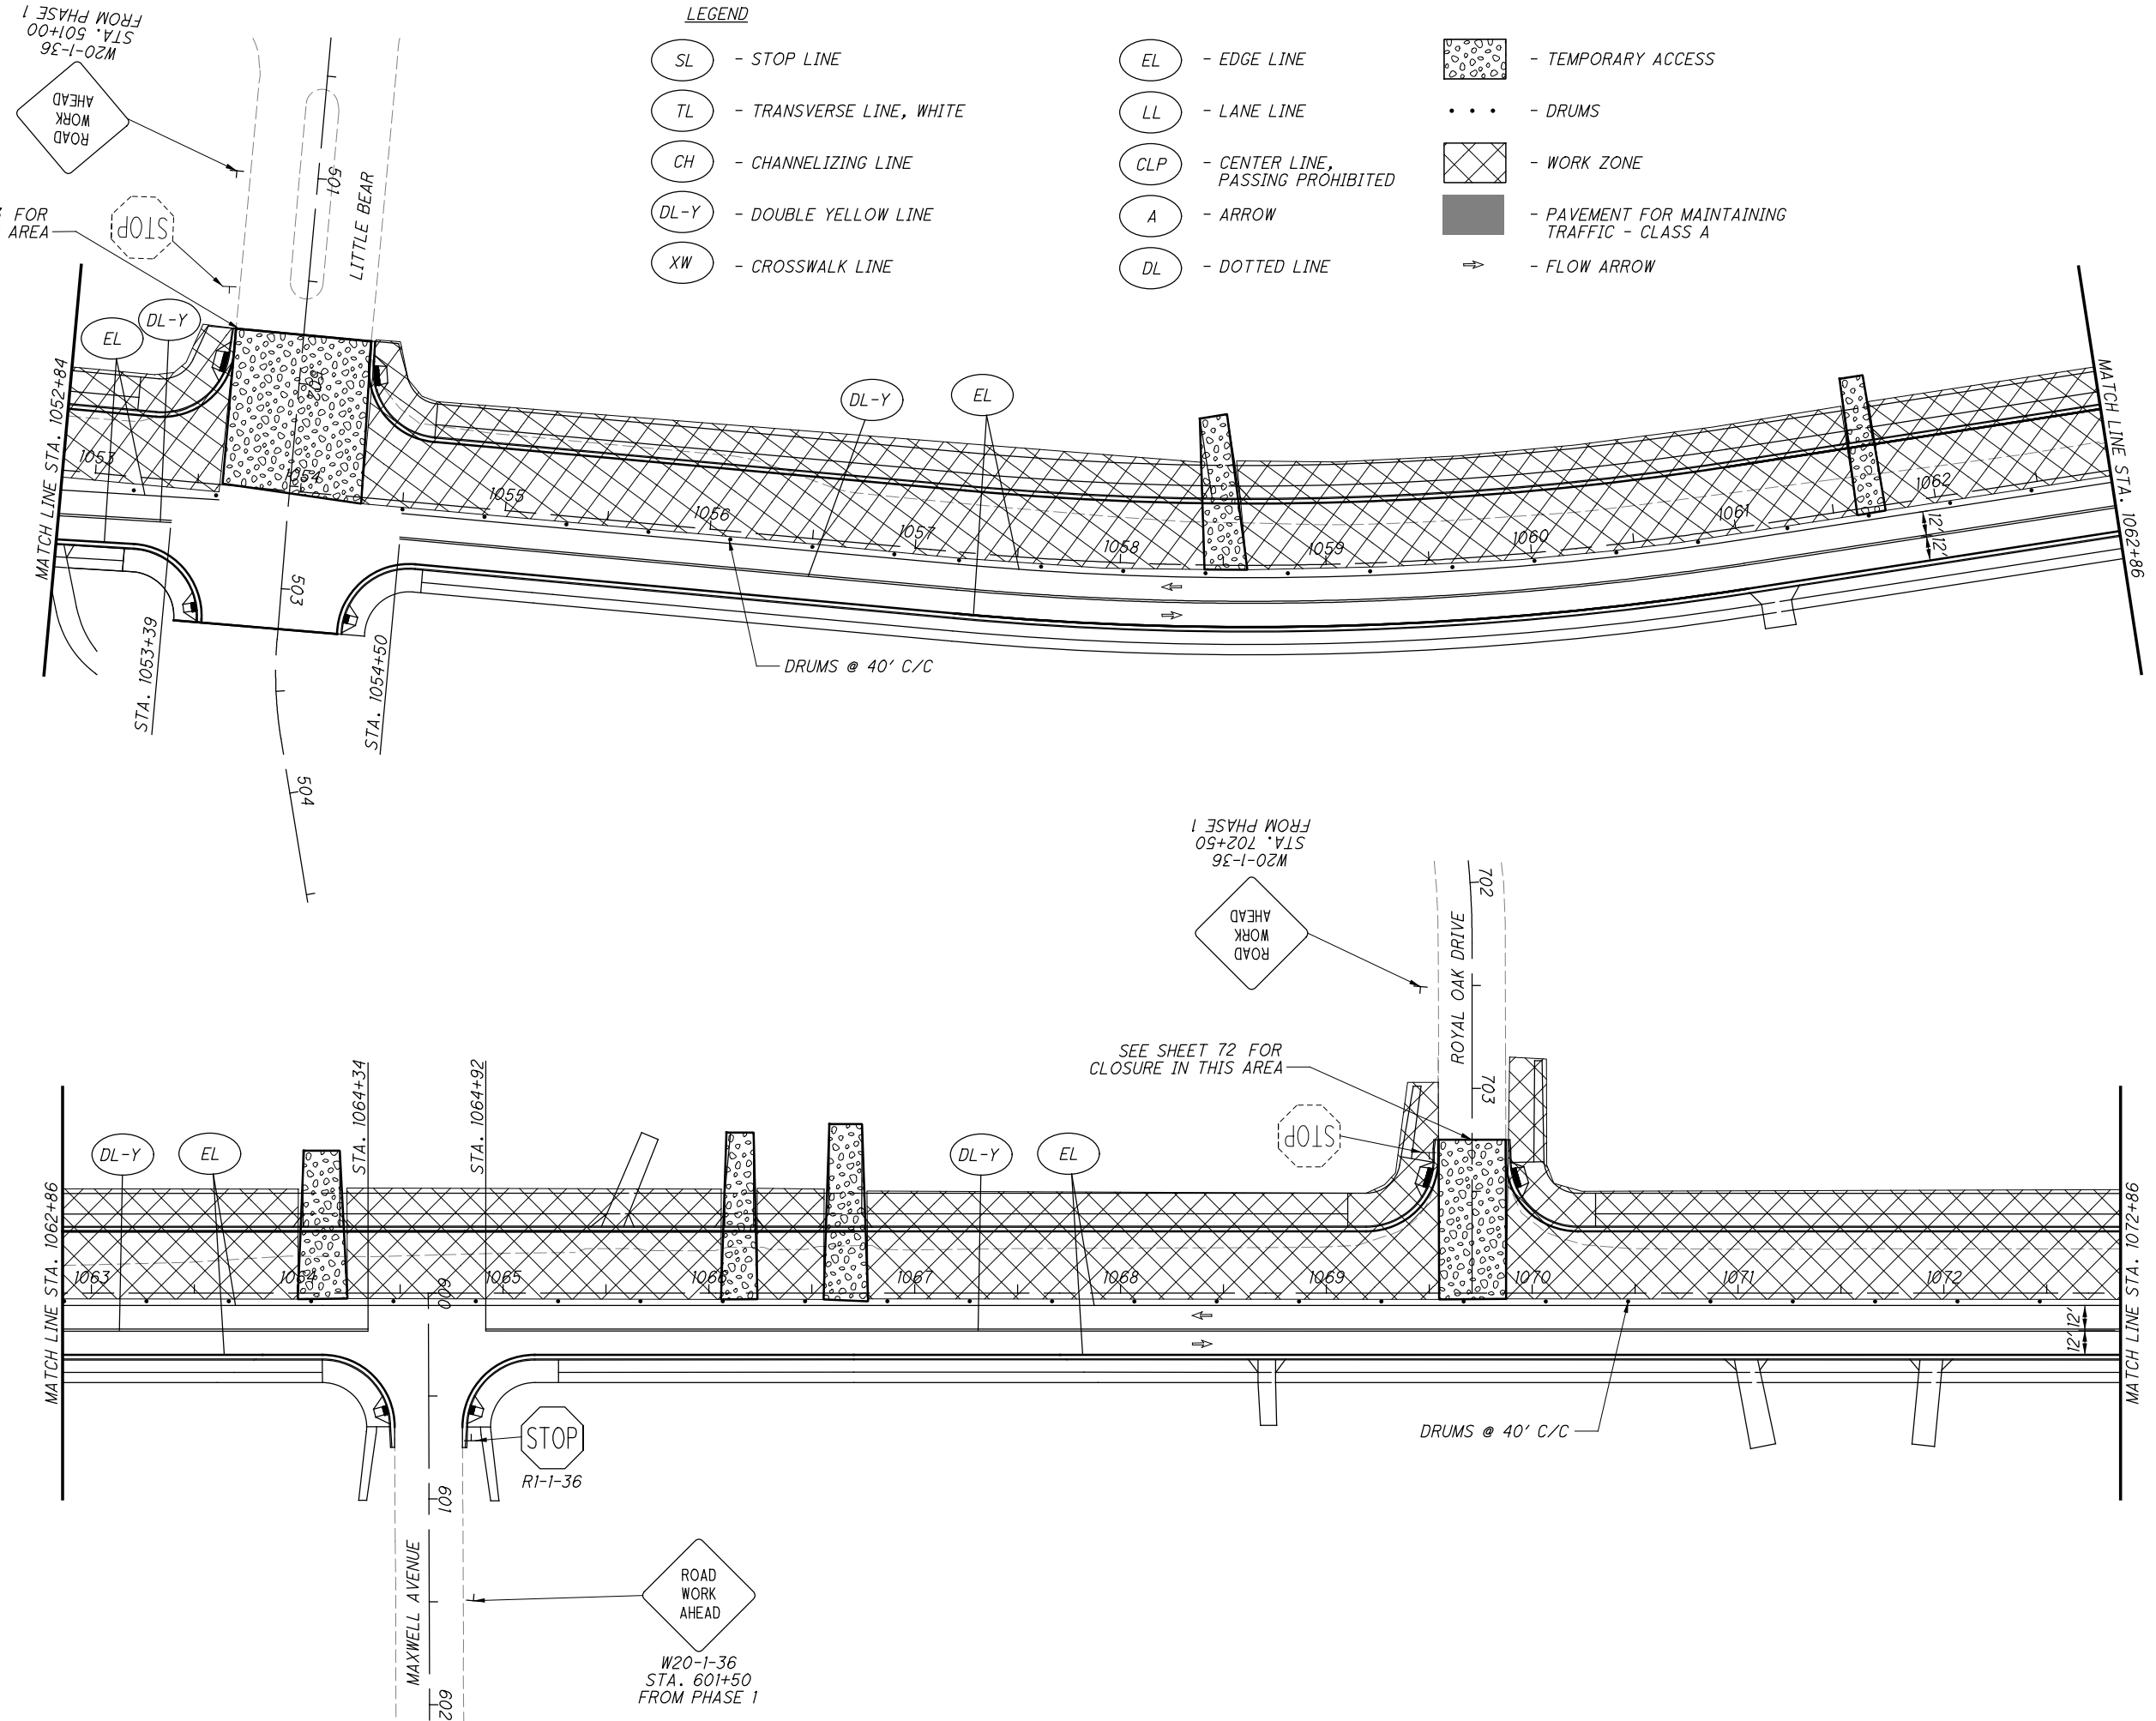 LEGEND
SL - STOP LINE
TL - TRANSVERSE LINE, WHITE
CH - CHANNELIZING LINE
DL-Y - DOUBLE YELLOW LINE
XW - CROSSWALK LINE
EL - EDGE LINE
LL - LANE LINE
CLP - CENTER LINE,
PASSING PROHIBITED
A - ARROW
DL - DOTTED LINE
- TEMPORARY ACCESS
- DRUMS
- WORK ZONE
- PAVEMENT FOR MAINTAINING
TRAFFIC - CLASS A
- FLOW ARROW
W20-1-36
STA. 501+00
FROM PHASE 1
ROAD
WORK
AHEAD
STOP
FOR
AREA
501
LITTLE BEAR
EL
DL-Y
MATCH LINE STA. 1052+84
1053
502
1054
1055
1056
1057
1058
1059
1060
1061
1062
DL-Y
EL
12'
12'
MATCH LINE STA. 1062+86
503
504
STA. 1053+39
STA. 1054+50
DRUMS @ 40' C/C
W20-1-36
STA. 702+50
FROM PHASE 1
ROAD
WORK
AHEAD
702
ROYAL OAK DRIVE
703
SEE SHEET 72 FOR
CLOSURE IN THIS AREA
STOP
MATCH LINE STA. 1062+86
DL-Y
EL
STA. 1064+34
STA. 1064+92
DL-Y
EL
1063
1064
1065
1066
1067
1068
1069
1070
1071
1072
600
12'
12'
MATCH LINE STA. 1072+86
DRUMS @ 40' C/C
STOP
R1-1-36
601
MAXWELL AVENUE
602
ROAD
WORK
AHEAD
W20-1-36
STA. 601+50
FROM PHASE 1